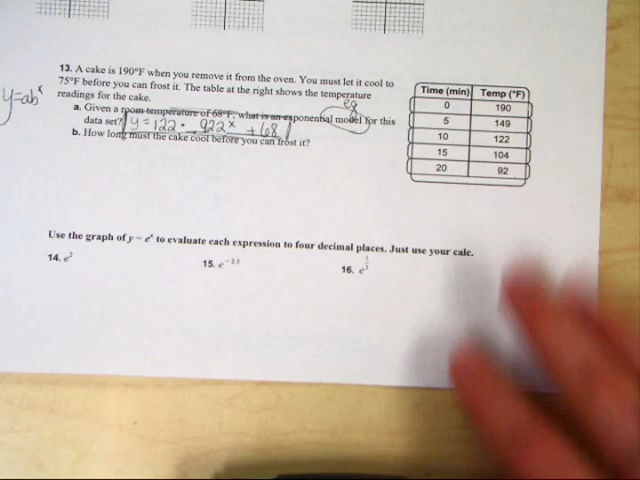 13. A cake is 190°F when you remove it from the oven. You must let it cool to
75°F before you can frost it. The table at the right shows the temperature
readings for the cake.
y=ab^x
eq
a. Given a room temperature of 68°F, what is an exponential model for this
data set?
y = 122 · .922^x + 68
b. How long must the cake cool before you can frost it?
Time (min) Temp (°F)
0 190
5 149
10 122
15 104
20 92
Use the graph of y = e^x to evaluate each expression to four decimal places. Just use your calc.
14. e^2
15. e^-2.5
16. e^1/3